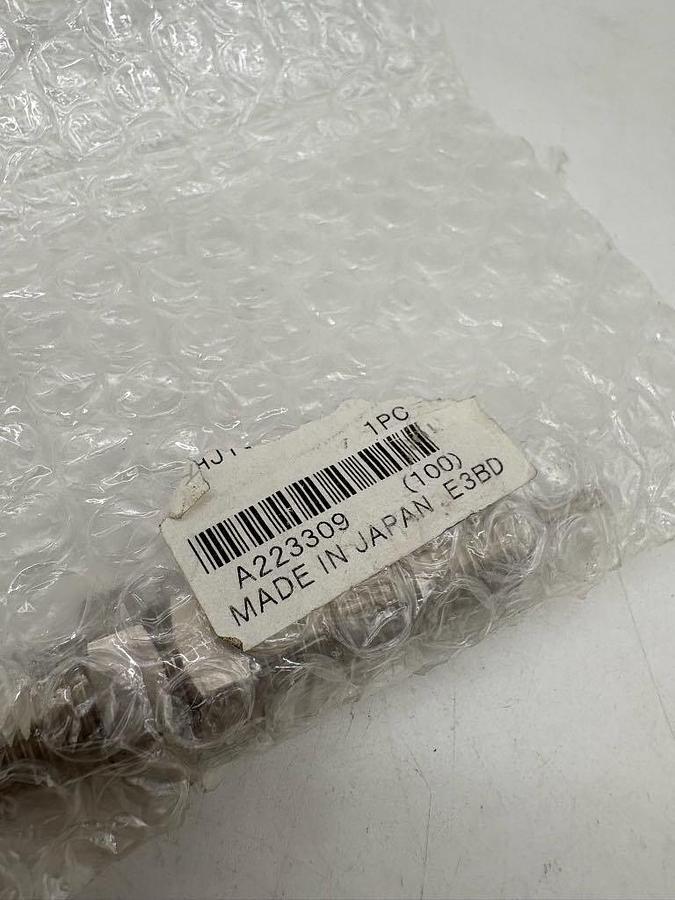 1PC
A223309 (100)
MADE IN JAPAN E3BD